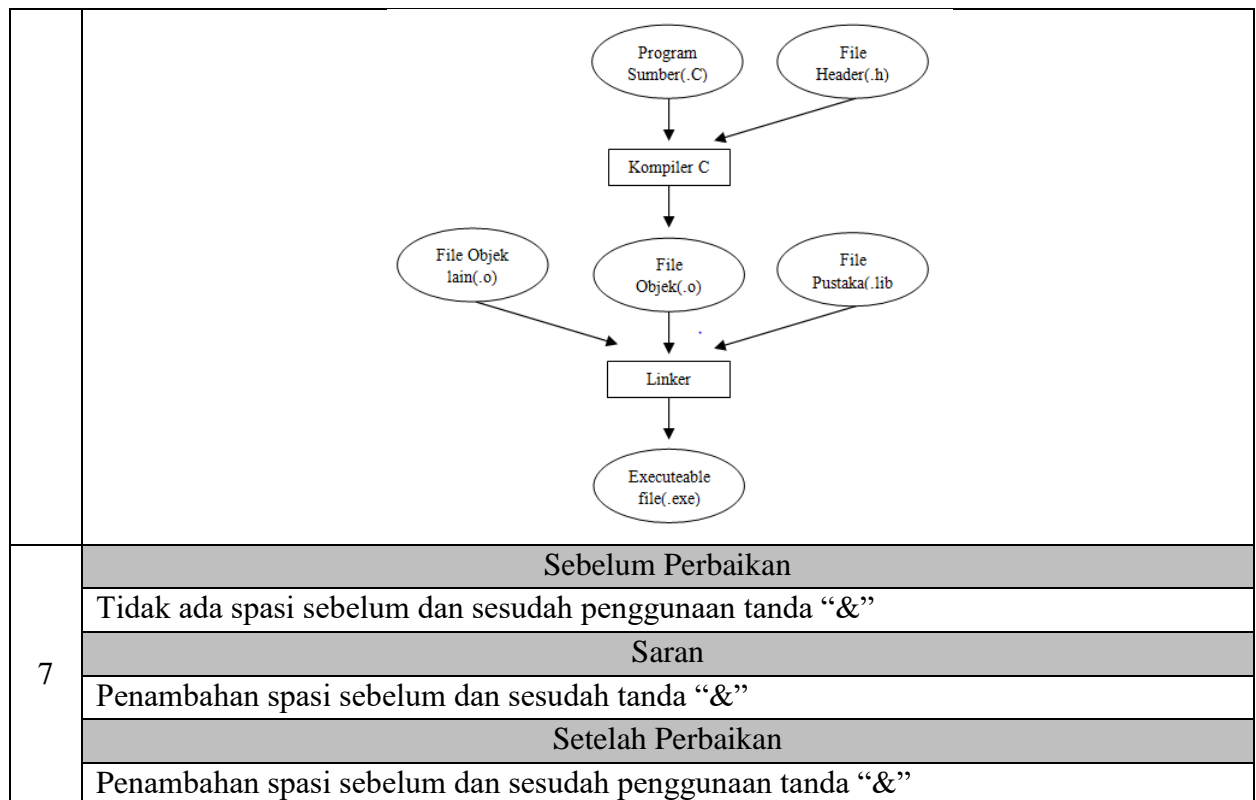 Program
Sumber(.C)
File
Header(.h)
Kompiler C
File Objek
lain(.o)
File
Objek(.o)
File
Pustaka(.lib
Linker
Executeable
file(.exe)
7
Sebelum Perbaikan
Tidak ada spasi sebelum dan sesudah penggunaan tanda “&”
Saran
Penambahan spasi sebelum dan sesudah tanda “&”
Setelah Perbaikan
Penambahan spasi sebelum dan sesudah penggunaan tanda “&”